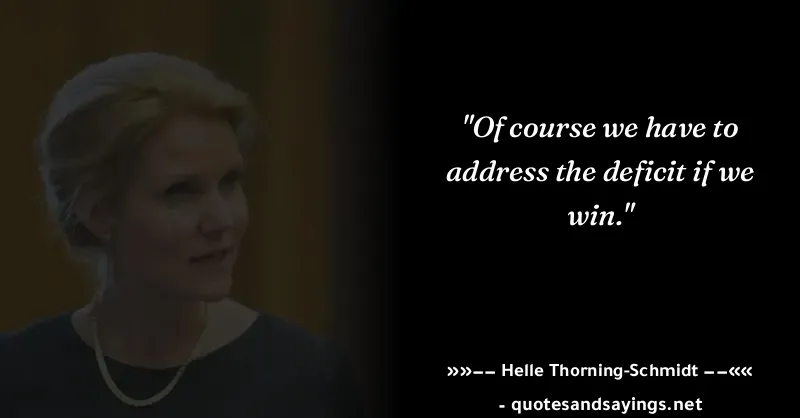 "Of course we have to
address the deficit if we
win."
»»−− Helle Thorning-Schmidt −−««
- quotesandsayings.net